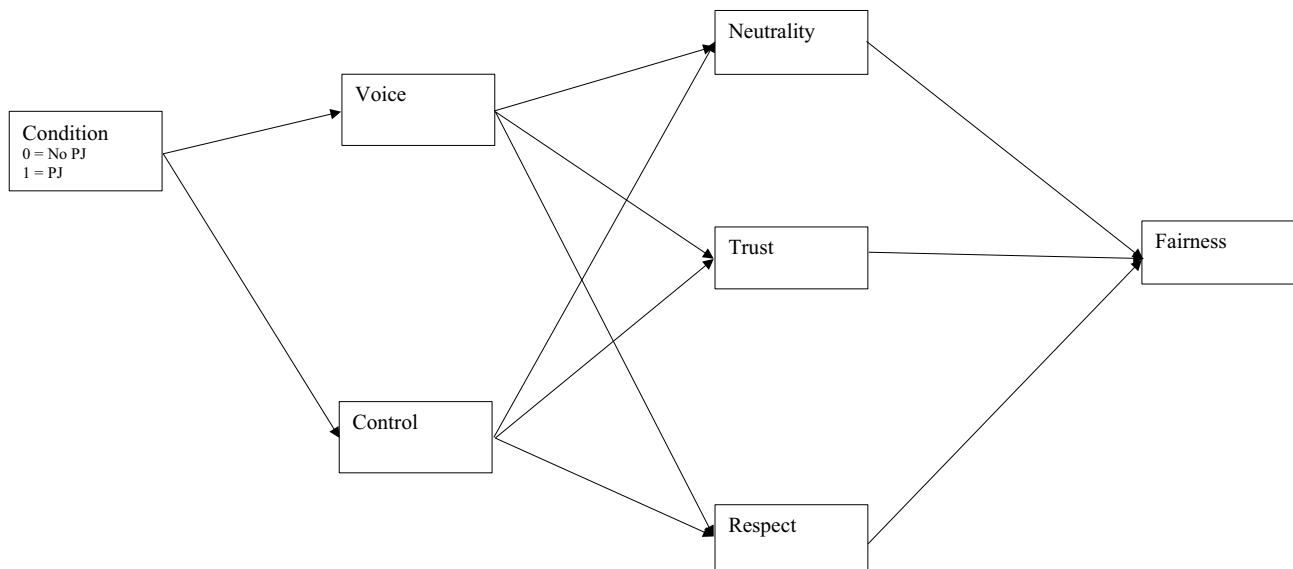 Condition
0 = No PJ
1 = PJ
Voice
Control
Neutrality
Trust
Respect
Fairness